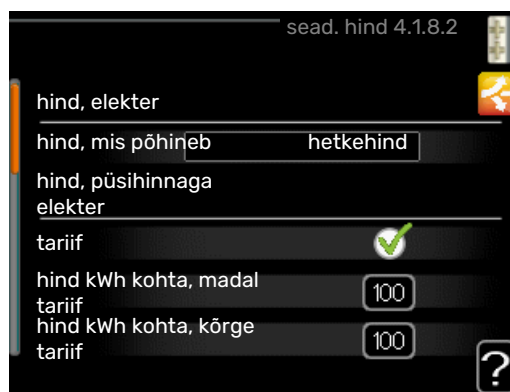 sead. hind 4.1.8.2
hind, elekter
hind, mis põhineb hetkehind
hind, püsihinnaga
elekter
tariif
hind kWh kohta, madal
tariif
100
hind kWh kohta, kõrge
tariif
100
?